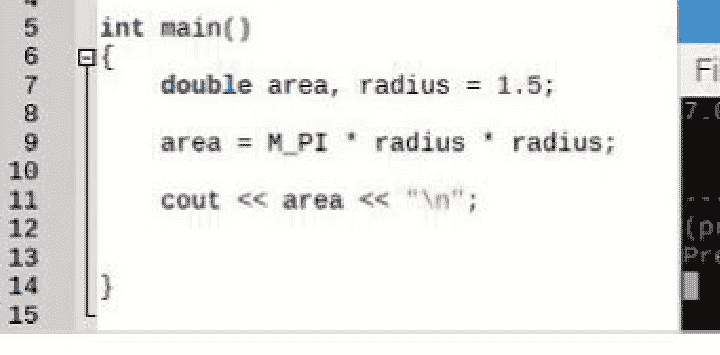 5 int main()
6 {
7 double area, radius = 1.5;
8
9 area = M_PI * radius * radius;
10
11 cout << area << "\n";
12
13
14 }
15
Fi
7.0
---
(pr
Pro